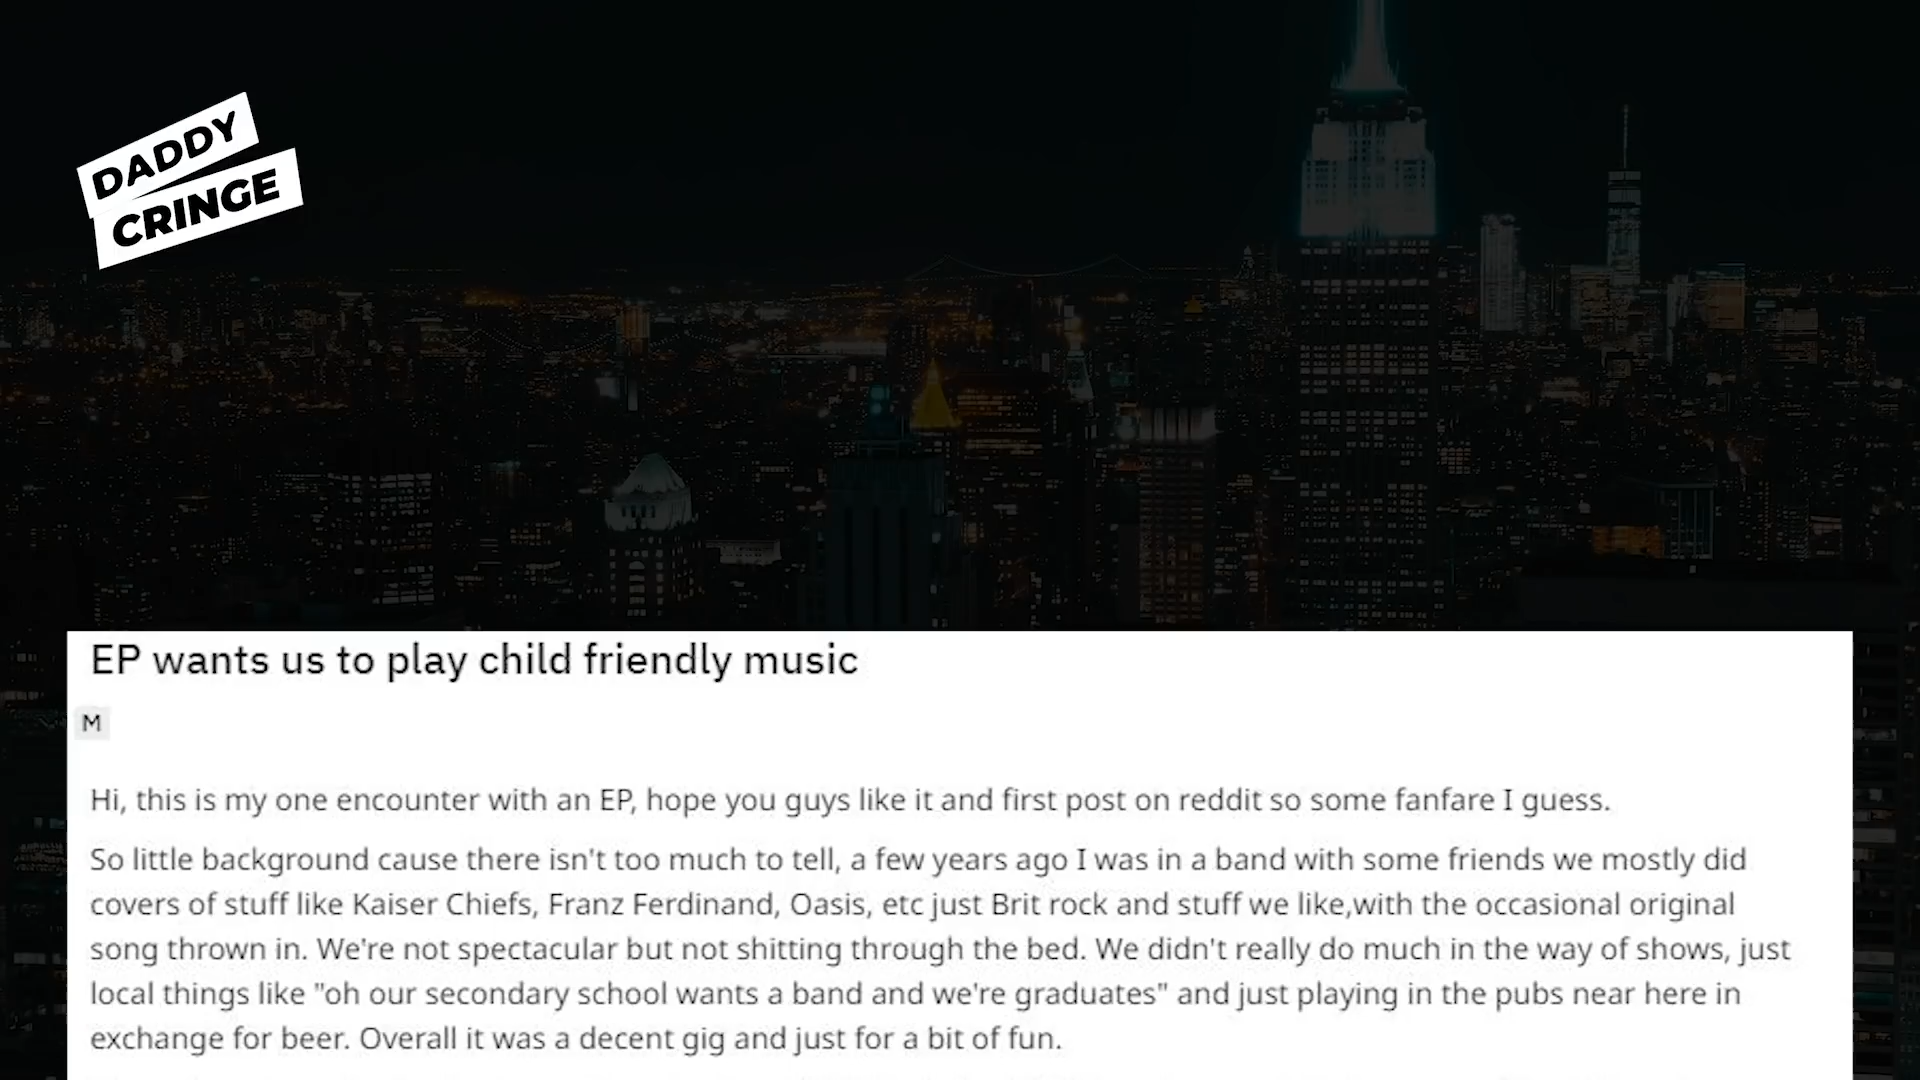 DADDY
CRINGE
EP wants us to play child friendly music
M
Hi, this is my one encounter with an EP, hope you guys like it and first post on reddit so some fanfare I guess.
So little background cause there isn't too much to tell, a few years ago I was in a band with some friends we mostly did
covers of stuff like Kaiser Chiefs, Franz Ferdinand, Oasis, etc just Brit rock and stuff we like,with the occasional original
song thrown in. We're not spectacular but not shitting through the bed. We didn't really do much in the way of shows, just
local things like "oh our secondary school wants a band and we're graduates" and just playing in the pubs near here in
exchange for beer. Overall it was a decent gig and just for a bit of fun.